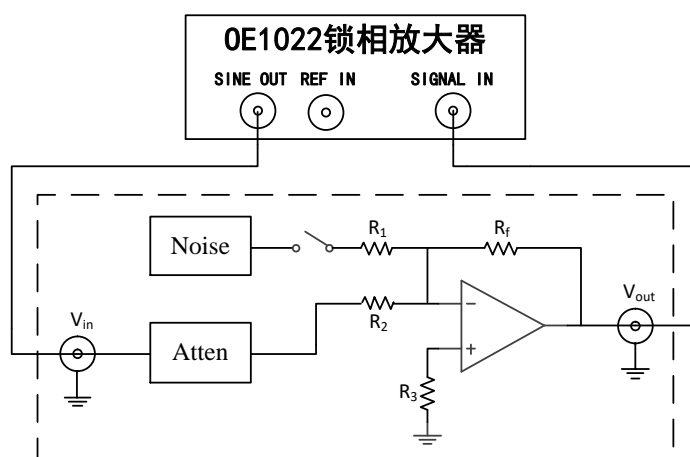 OE1022锁相放大器
SINE OUT REF IN SIGNAL IN
Noise
R1
Rf
Vin
Atten
R2
Vout
R3